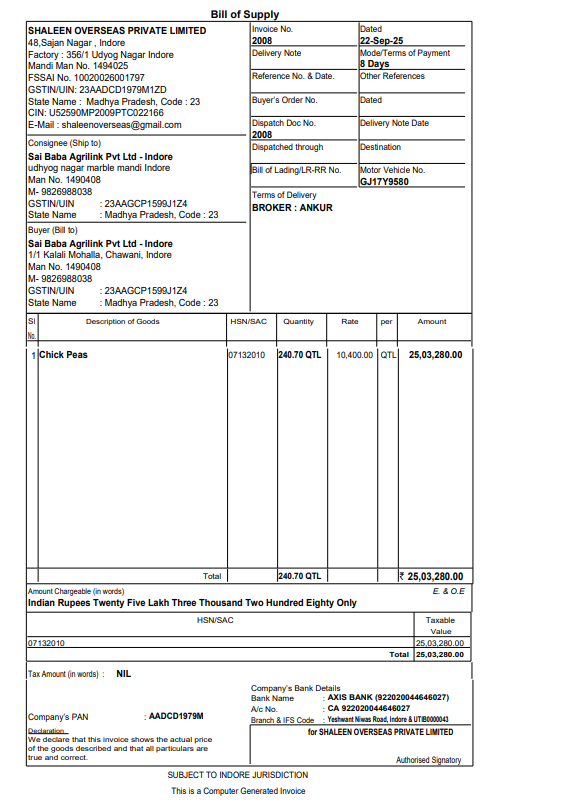 Bill of Supply
SHALEEN OVERSEAS PRIVATE LIMITED
48,Sajan Nagar , Indore
Factory : 356/1 Udyog Nagar Indore
Mandi Man No. 1494025
FSSAI No. 10020026001797
GSTIN/UIN: 23AADCD1979M1ZD
State Name : Madhya Pradesh, Code : 23
CIN: U52590MP2009PTC022166
E-Mail : shaleenoverseas@gmail.com
Invoice No.
2008
Dated
22-Sep-25
Delivery Note
Mode/Terms of Payment
8 Days
Reference No. & Date.
Other References
Buyer's Order No.
Dated
Dispatch Doc No.
2008
Delivery Note Date
Dispatched through
Destination
Bill of Lading/LR-RR No.
Motor Vehicle No.
GJ17Y9580
Terms of Delivery
BROKER : ANKUR
Consignee (Ship to)
Sai Baba Agrilink Pvt Ltd - Indore
udhyog nagar marble mandi Indore
Man No. 1490408
M- 9826988038
GSTIN/UIN : 23AAGCP1599J1Z4
State Name : Madhya Pradesh, Code : 23
Buyer (Bill to)
Sai Baba Agrilink Pvt Ltd - Indore
1/1 Kalali Mohalla, Chawani, Indore
Man No. 1490408
M- 9826988038
GSTIN/UIN : 23AAGCP1599J1Z4
State Name : Madhya Pradesh, Code : 23
Sl No. Description of Goods HSN/SAC Quantity Rate per Amount
1 Chick Peas 07132010 240.70 QTL 10,400.00 QTL 25,03,280.00
Total 240.70 QTL ₹ 25,03,280.00
Amount Chargeable (in words) E. & O.E
Indian Rupees Twenty Five Lakh Three Thousand Two Hundred Eighty Only
HSN/SAC Taxable
Value
07132010 25,03,280.00
Total 25,03,280.00
Tax Amount (in words) : NIL
Company's Bank Details
Bank Name : AXIS BANK (922020044646027)
A/c No. : CA 922020044646027
Company's PAN : AADCD1979M
Branch & IFS Code : Yeshwant Niwas Road, Indore & UTIB0000043
Declaration
We declare that this invoice shows the actual price
of the goods described and that all particulars are
true and correct.
for SHALEEN OVERSEAS PRIVATE LIMITED
Authorised Signatory
SUBJECT TO INDORE JURISDICTION
This is a Computer Generated Invoice